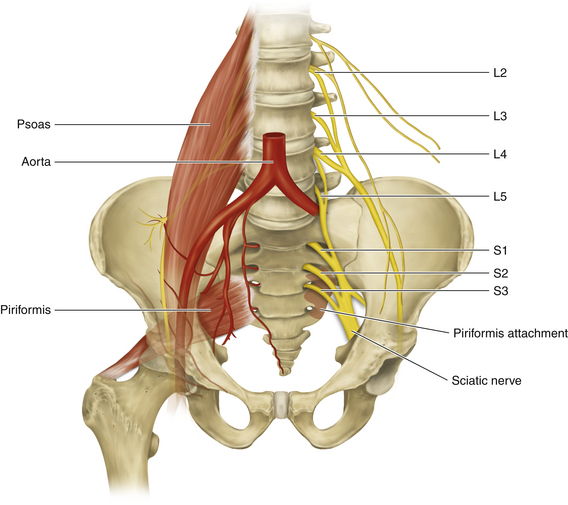 Psoas
Aorta
Piriformis
L2
L3
L4
L5
S1
S2
S3
Piriformis attachment
Sciatic nerve